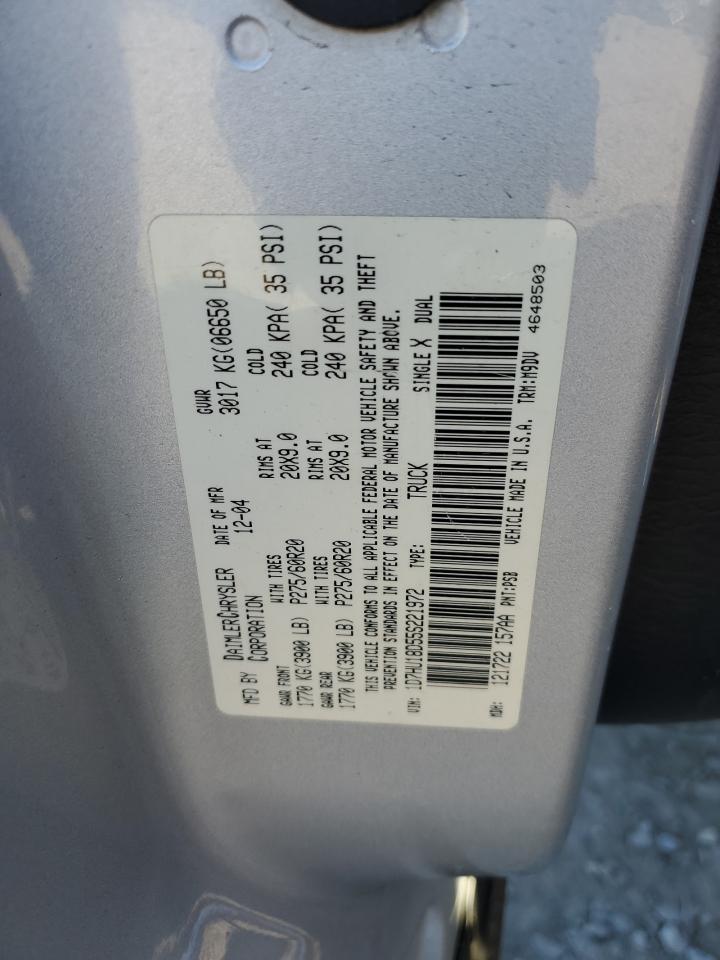 MFD BY DAIMLERCHRYSLER CORPORATION
DATE OF MFR 12-04
GVWR 3017 KG(06650 LB)
GAWR FRONT WITH TIRES RIMS AT COLD
1770 KG(3900 LB) P275/60R20 20X9.0 240 KPA( 35 PSI)
GAWR REAR WITH TIRES RIMS AT COLD
1770 KG(3900 LB) P275/60R20 20X9.0 240 KPA( 35 PSI)
THIS VEHICLE CONFORMS TO ALL APPLICABLE FEDERAL MOTOR VEHICLE SAFETY AND THEFT
PREVENTION STANDARDS IN EFFECT ON THE DATE OF MANUFACTURE SHOWN ABOVE.
VIN: 1D7HU18D55S221972 TYPE: TRUCK SINGLE X DUAL
MDH: 121722 157AA PNT:PSB VEHICLE MADE IN U.S.A. TRM:M9DV
4648503